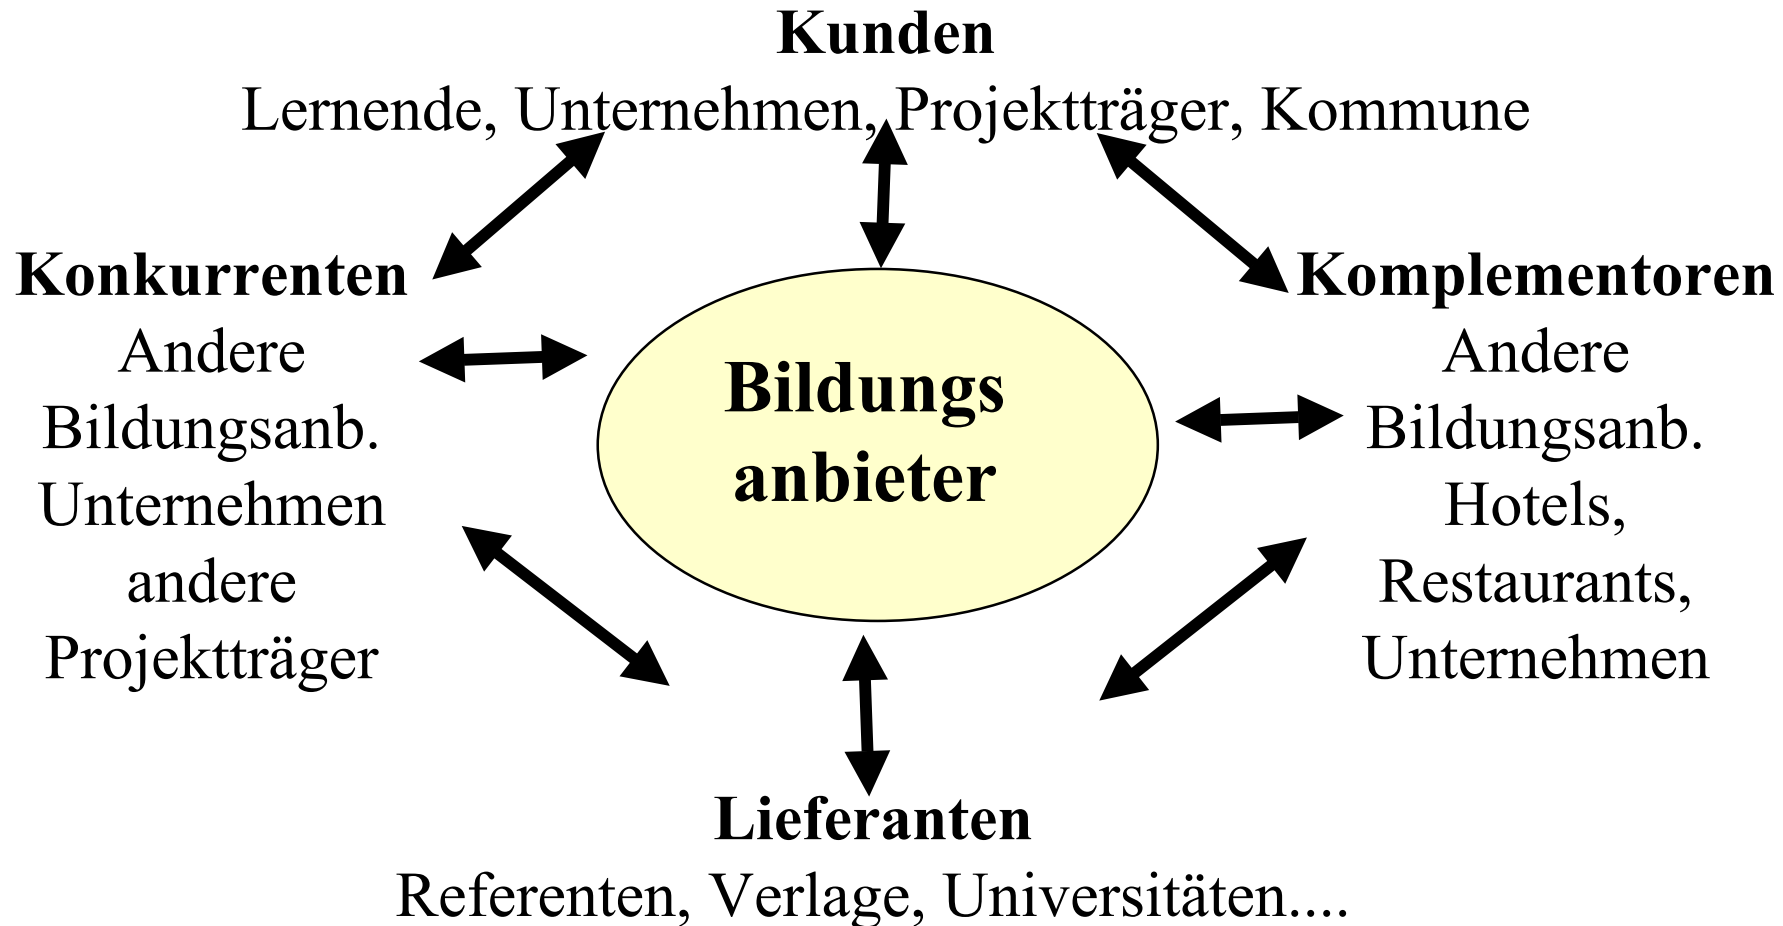 Kunden
Lernende, Unternehmen, Projektträger, Kommune
Konkurrenten
Andere
Bildungsanb.
Unternehmen
andere
Projektträger
Bildungs
anbieter
Komplementoren
Andere
Bildungsanb.
Hotels,
Restaurants,
Unternehmen
Lieferanten
Referenten, Verlage, Universitäten....